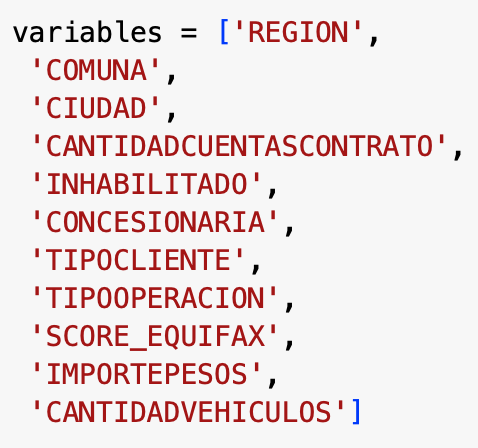 variables = ['REGION',
'COMUNA',
'CIUDAD',
'CANTIDADCUENTASCONTRATO',
'INHABILITADO',
'CONCESIONARIA',
'TIPOCLIENTE',
'TIPOOPERACION',
'SCORE_EQUIFAX',
'IMPORTEPESOS',
'CANTIDADVEHICULOS']